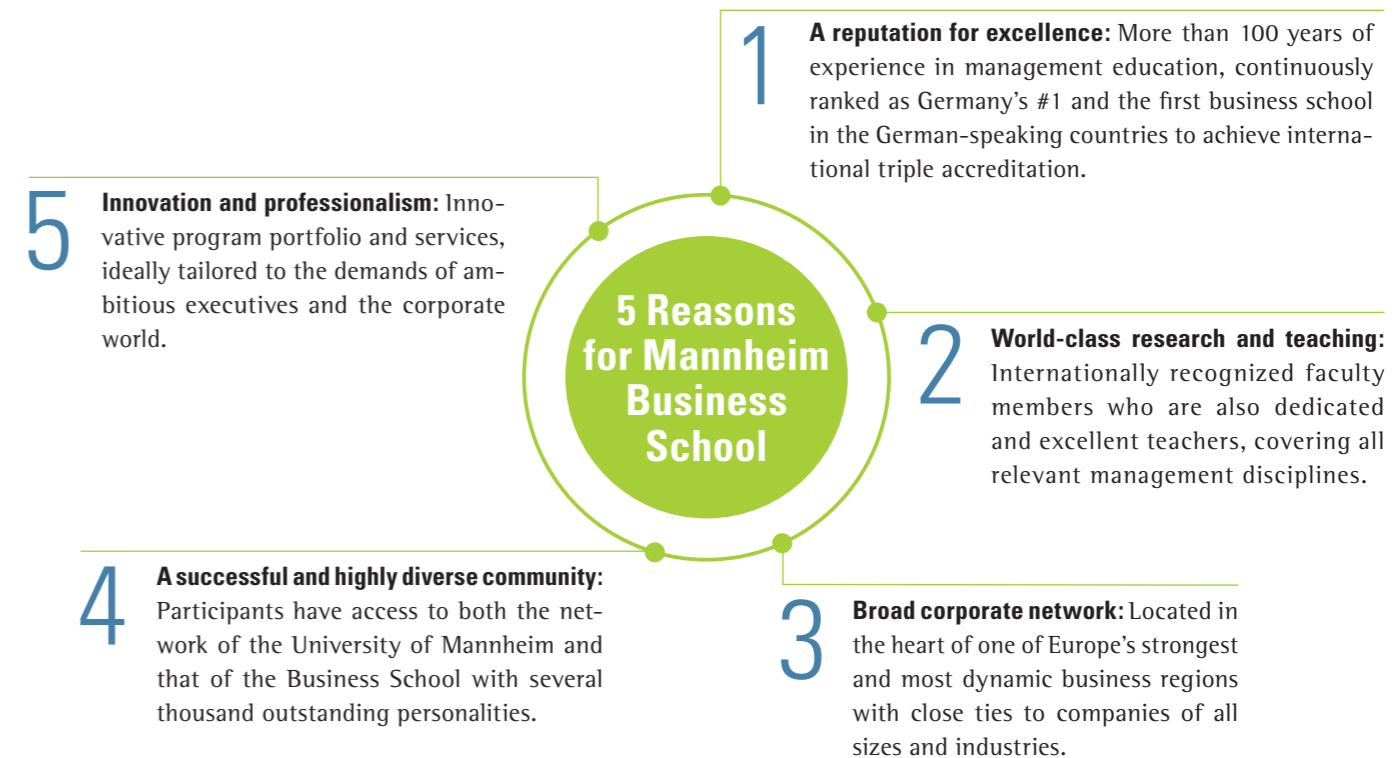 5 Reasons
for Mannheim
Business
School
1
A reputation for excellence: More than 100 years of
experience in management education, continuously
ranked as Germany's #1 and the first business school
in the German-speaking countries to achieve interna-
tional triple accreditation.
2
World-class research and teaching:
Internationally recognized faculty
members who are also dedicated
and excellent teachers, covering all
relevant management disciplines.
3
Broad corporate network: Located in
the heart of one of Europe's strongest
and most dynamic business regions
with close ties to companies of all
sizes and industries.
4
A successful and highly diverse community:
Participants have access to both the net-
work of the University of Mannheim and
that of the Business School with several
thousand outstanding personalities.
5
Innovation and professionalism: Inno-
vative program portfolio and services,
ideally tailored to the demands of am-
bitious executives and the corporate
world.